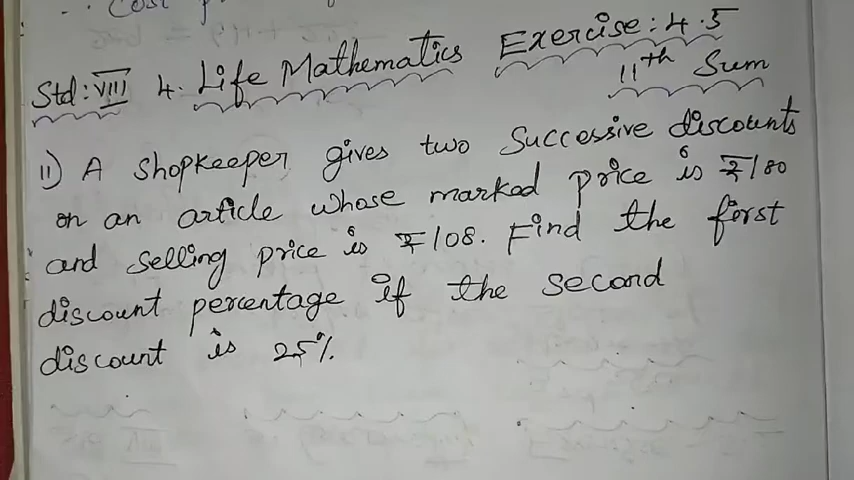 Std: VIII 4. Life Mathematics Exercise: 4.5
11th Sum
11) A shopkeeper gives two successive discounts
on an article whose marked price is ₹180
and selling price is ₹108. Find the first
discount percentage if the second
discount is 25%.